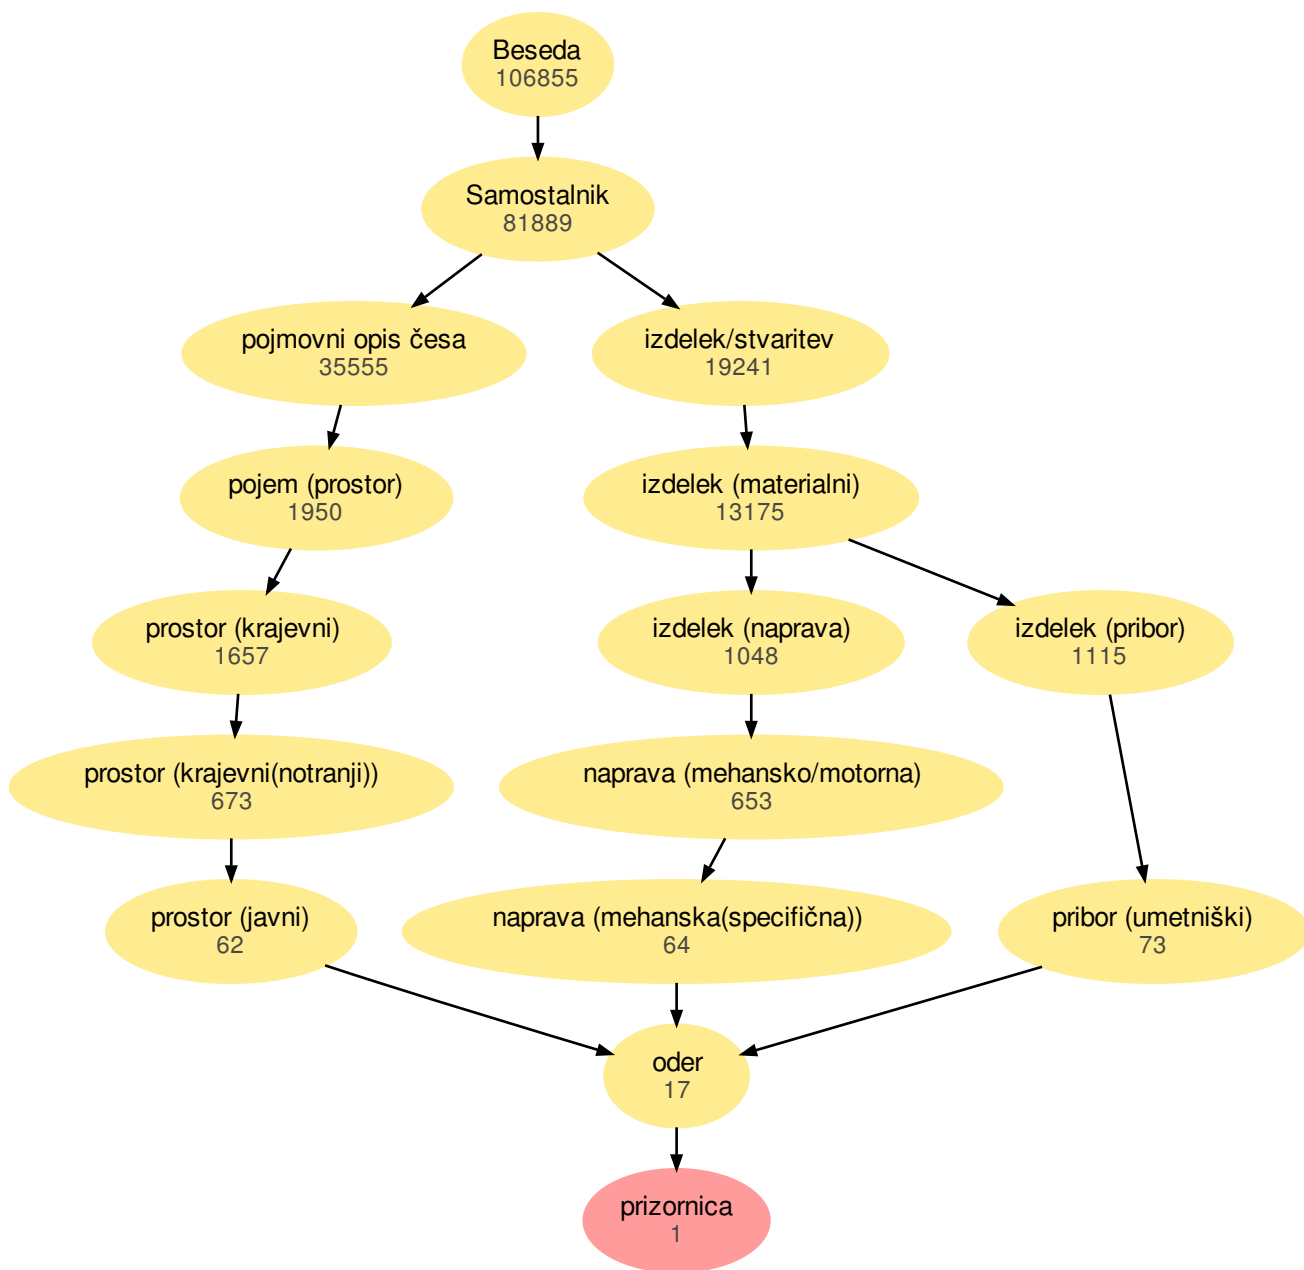 Beseda
106855
Samostalnik
81889
pojmovni opis česa
35555
izdelek/stvaritev
19241
pojem (prostor)
1950
izdelek (materialni)
13175
prostor (krajevni)
1657
izdelek (naprava)
1048
izdelek (pribor)
1115
prostor (krajevni(notranji))
673
naprava (mehansko/motorna)
653
prostor (javni)
62
naprava (mehanska(specifična))
64
pribor (umetniški)
73
oder
17
prizornica
1